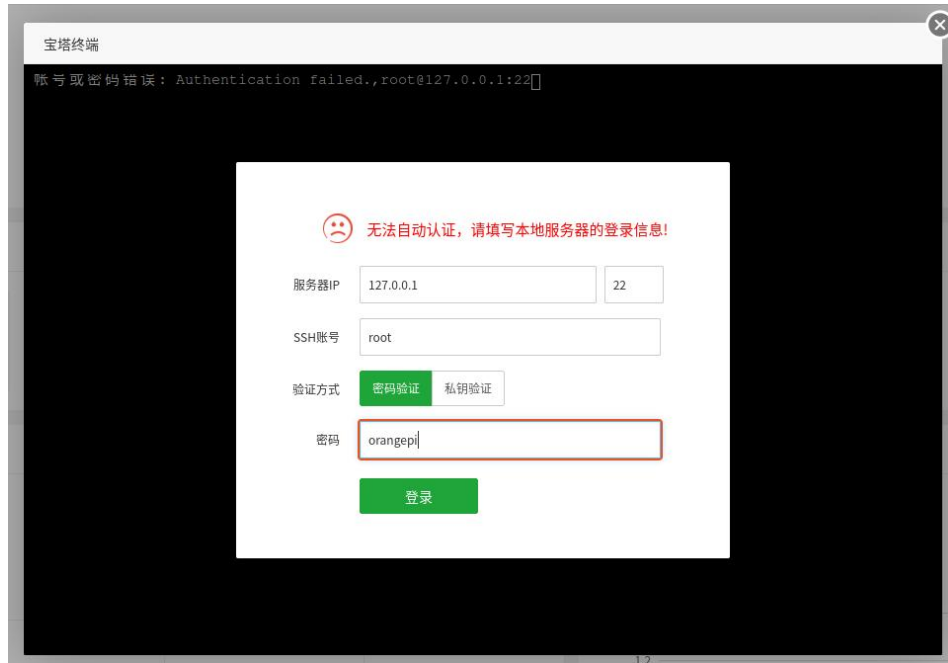 宝塔终端
账号或密码错误: Authentication failed.,root@127.0.0.1:22
无法自动认证，请填写本地服务器的登录信息!
服务器IP 127.0.0.1 22
SSH账号 root
验证方式 密码验证 私钥验证
密码 orangepi
登录
1.2